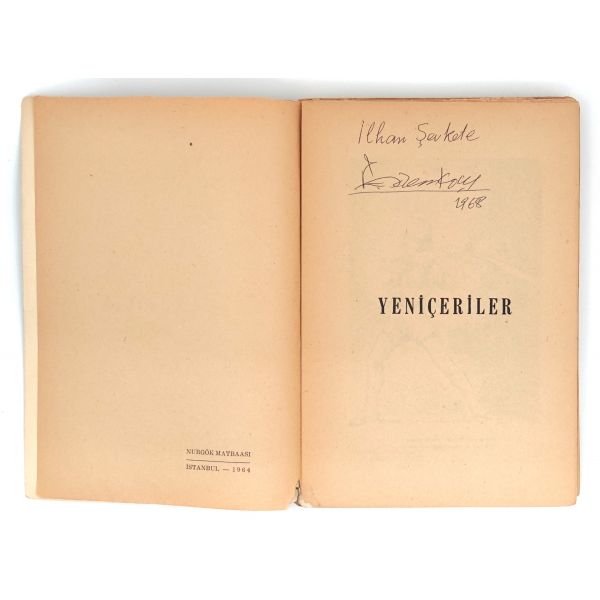 NURGÖK MATBAASI
İSTANBUL — 1964
İlhan Şevkete
1968
YENİÇERİLER